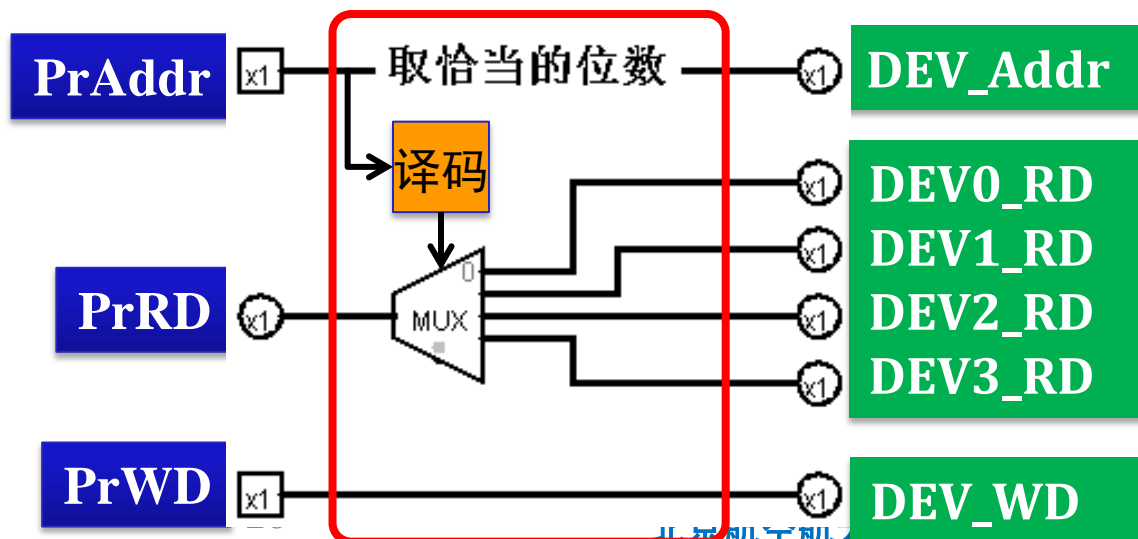 PrAddr x1 取恰当的位数 x1 DEV_Addr
译码
x1 DEV0_RD
0
x1 DEV1_RD
PrRD x1 MUX x1 DEV2_RD
x1 DEV3_RD
PrWD x1 x1 DEV_WD